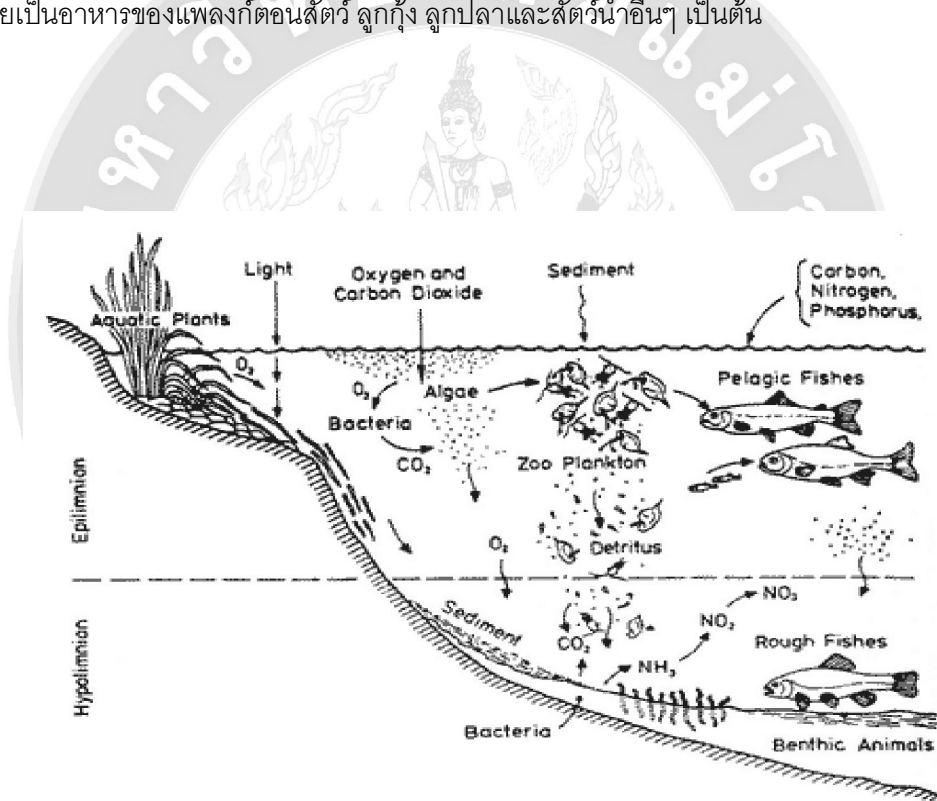 ยเป็นอาหารของแพลงก์ตอนสัตว์ ลูกกุ้ง ลูกปลาและสัตว์น้ำอื่นๆ เป็นต้น
Light
Oxygen and
Carbon Dioxide
Sediment
Carbon,
Nitrogen,
Phosphorus,
Aquatic Plants
O₂
O₂
Algae
Pelagic Fishes
Bacteria
CO₂
Zoo Plankton
Epilimnion
O₂
Detritus
Hypolimnion
Sediment
CO₂
NH₃
NO₂
NO₃
Rough Fishes
Bacteria
Benthic Animals